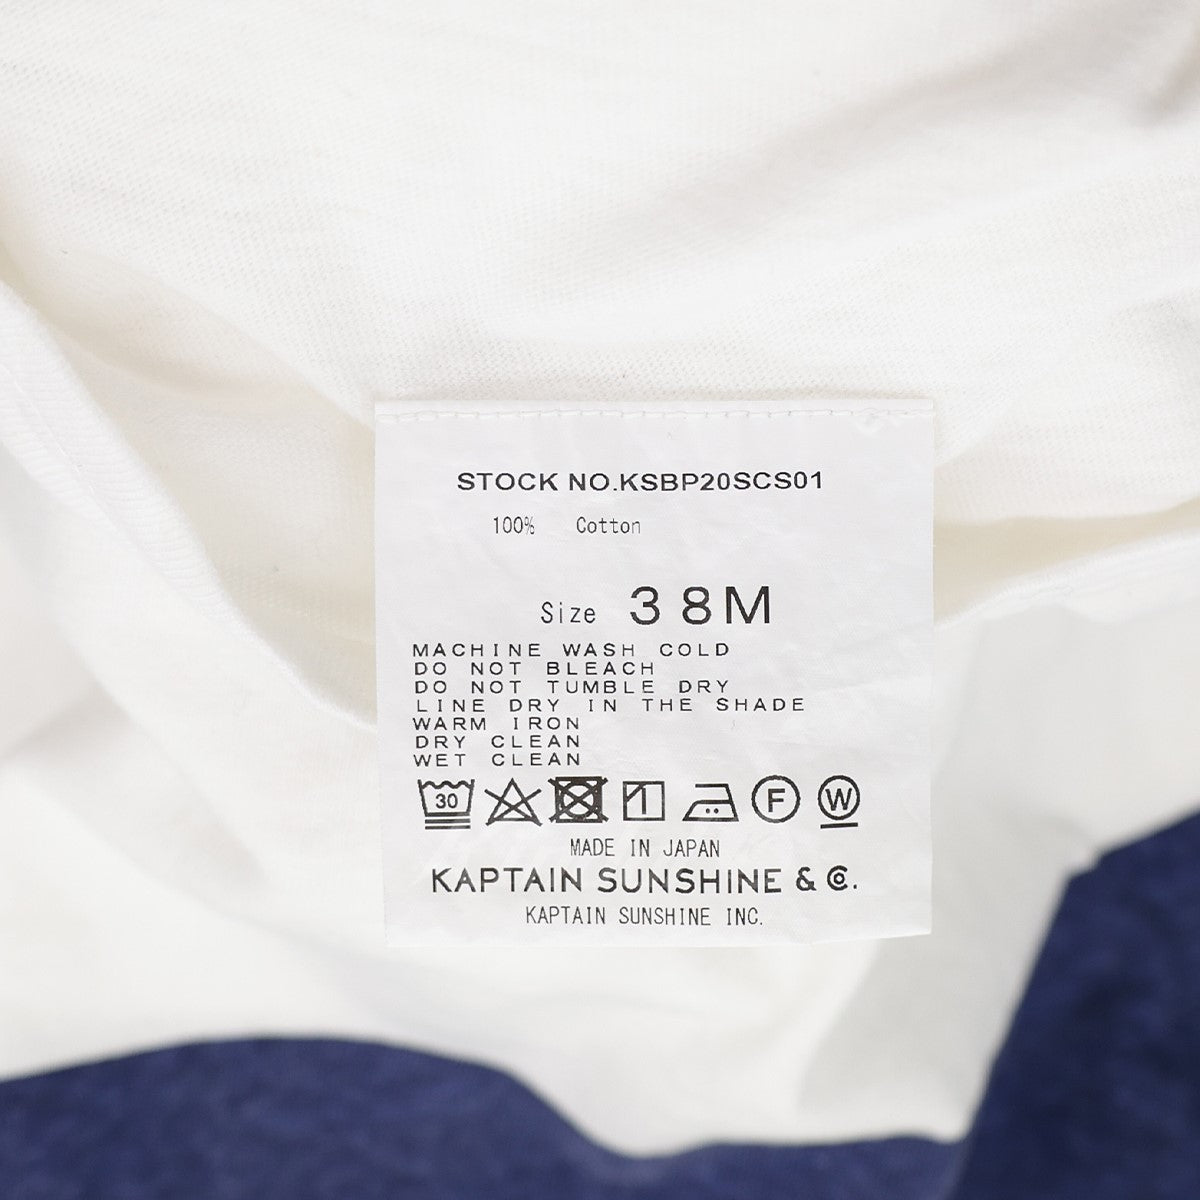 STOCK NO.KSBP20SCS01
100% Cotton
Size 38M
MACHINE WASH COLD
DO NOT BLEACH
DO NOT TUMBLE DRY
LINE DRY IN THE SHADE
WARM IRON
DRY CLEAN
WET CLEAN
30 F W
MADE IN JAPAN
KAPTAIN SUNSHINE & Co.
KAPTAIN SUNSHINE INC.